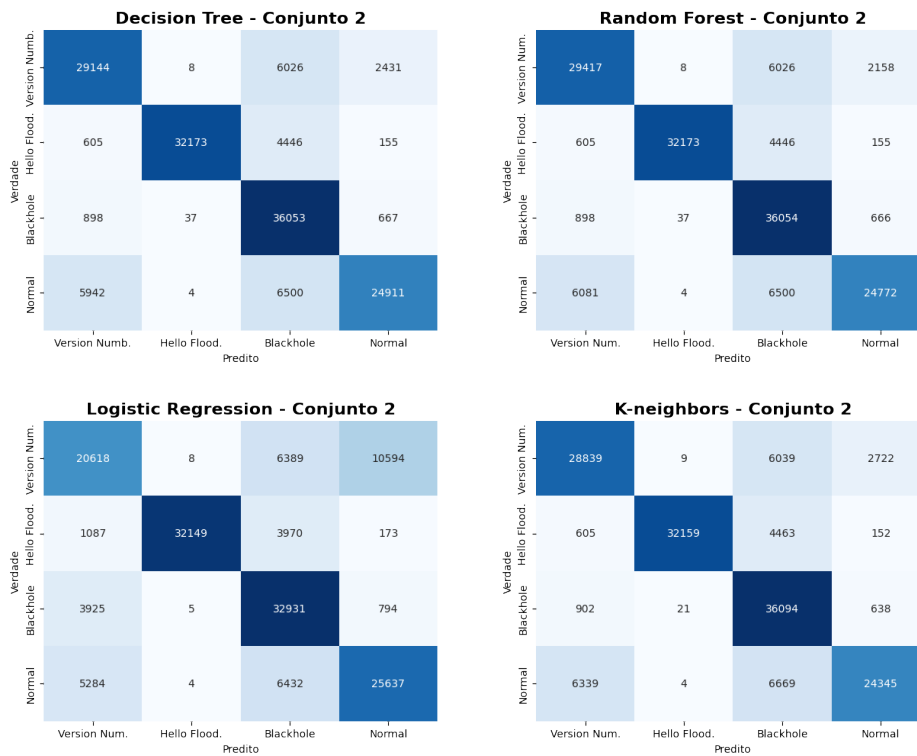 Decision Tree - Conjunto 2
Verdade
Version Numb.
29144 8 6026 2431
Hello Flood.
605 32173 4446 155
Blackhole
898 37 36053 667
Normal
5942 4 6500 24911
Version Numb. Hello Flood. Blackhole Normal
Predito
Random Forest - Conjunto 2
Verdade
Version Num.
29417 8 6026 2158
Hello Flood.
605 32173 4446 155
Blackhole
898 37 36054 666
Normal
6081 4 6500 24772
Version Num. Hello Flood. Blackhole Normal
Predito
Logistic Regression - Conjunto 2
Verdade
Version Num.
20618 8 6389 10594
Hello Flood.
1087 32149 3970 173
Blackhole
3925 5 32931 794
Normal
5284 4 6432 25637
Version Num. Hello Flood. Blackhole Normal
Predito
K-neighbors - Conjunto 2
Verdade
Version Num.
28839 9 6039 2722
Hello Flood.
605 32159 4463 152
Blackhole
902 21 36094 638
Normal
6339 4 6669 24345
Version Num. Hello Flood. Blackhole Normal
Predito